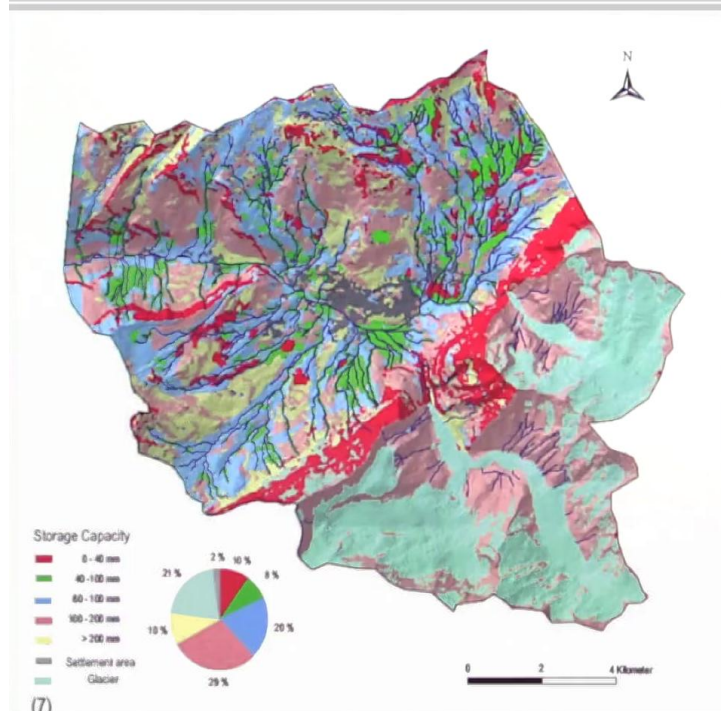 N
Storage Capacity
0 - 40 mm
40 -100 mm
60 - 100 mm
100 - 200 mm
> 200 mm
Settlement area
Glacier
2 %
10 %
8 %
20 %
29 %
10 %
21 %
0 2 4 Kilometer
(7)